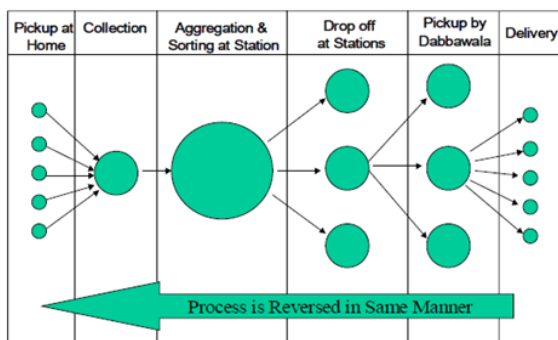 Pickup at
Home
Collection
Aggregation &
Sorting at Station
Drop off
at Stations
Pickup by
Dabbawala
Delivery
Process is Reversed in Same Manner